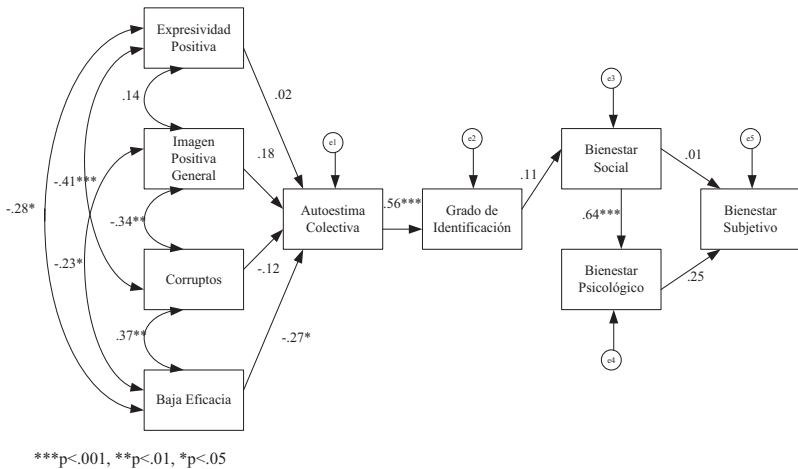 Expresividad
Positiva
.14
.02
Imagen
Positiva
General
.18
-.28*
-.41***
-.34**
-.23*
Corruptos
-.12
.37**
-.27*
Baja Eficacia
e1
Autoestima
Colectiva
.56***
e2
Grado de
Identificación
.11
e3
Bienestar
Social
.01
.64***
e5
Bienestar
Subjetivo
Bienestar
Psicológico
.25
e4
***p<.001, **p<.01, *p<.05